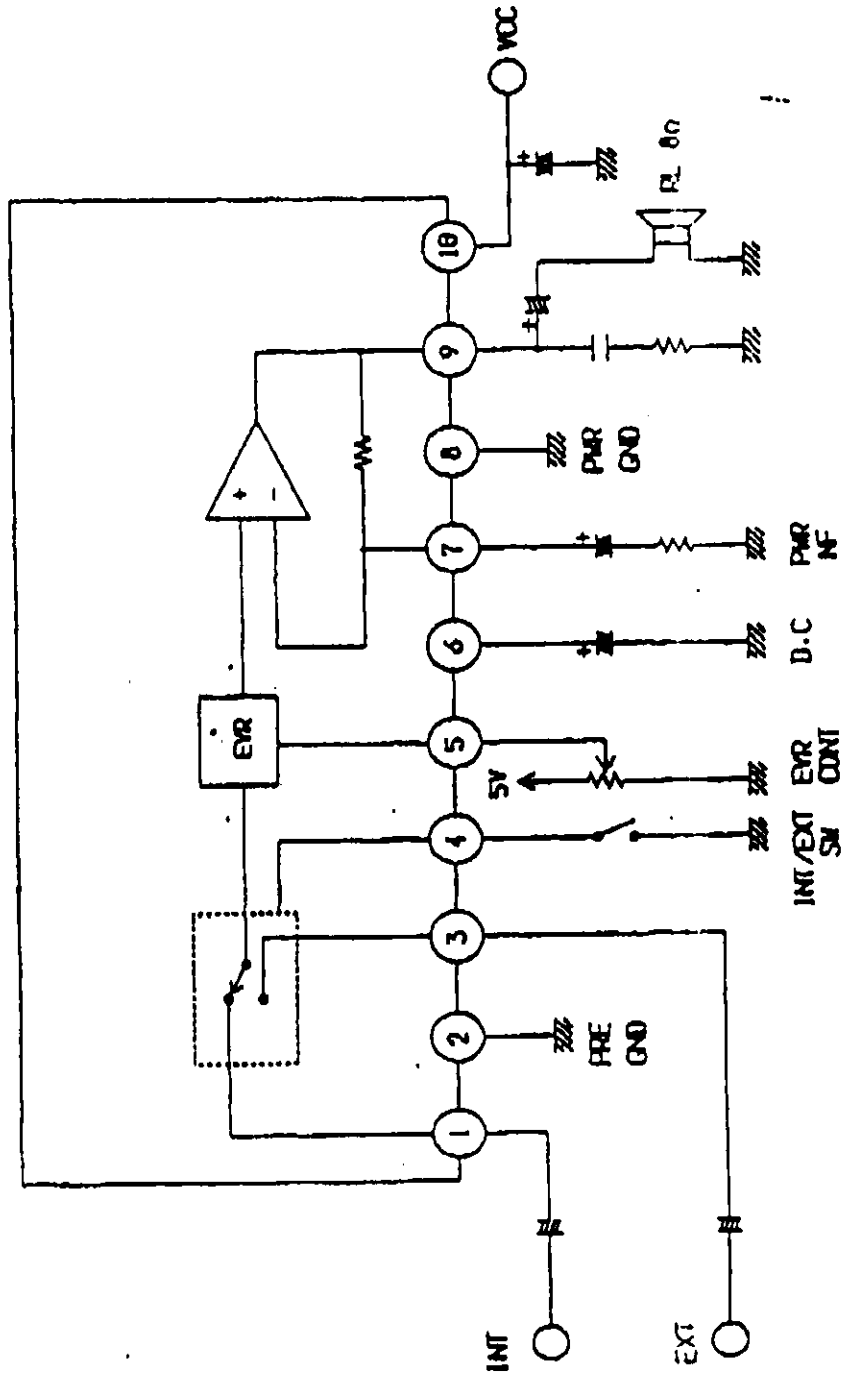 VCC
10
RL 8Ω
9
+
-
8
PWR
GND
7
PWR
NF
6
D.C
EVR
5
5V
EVR
CONT
4
INT/EXT
SW
3
2
PRE
GND
1
INT
EXT